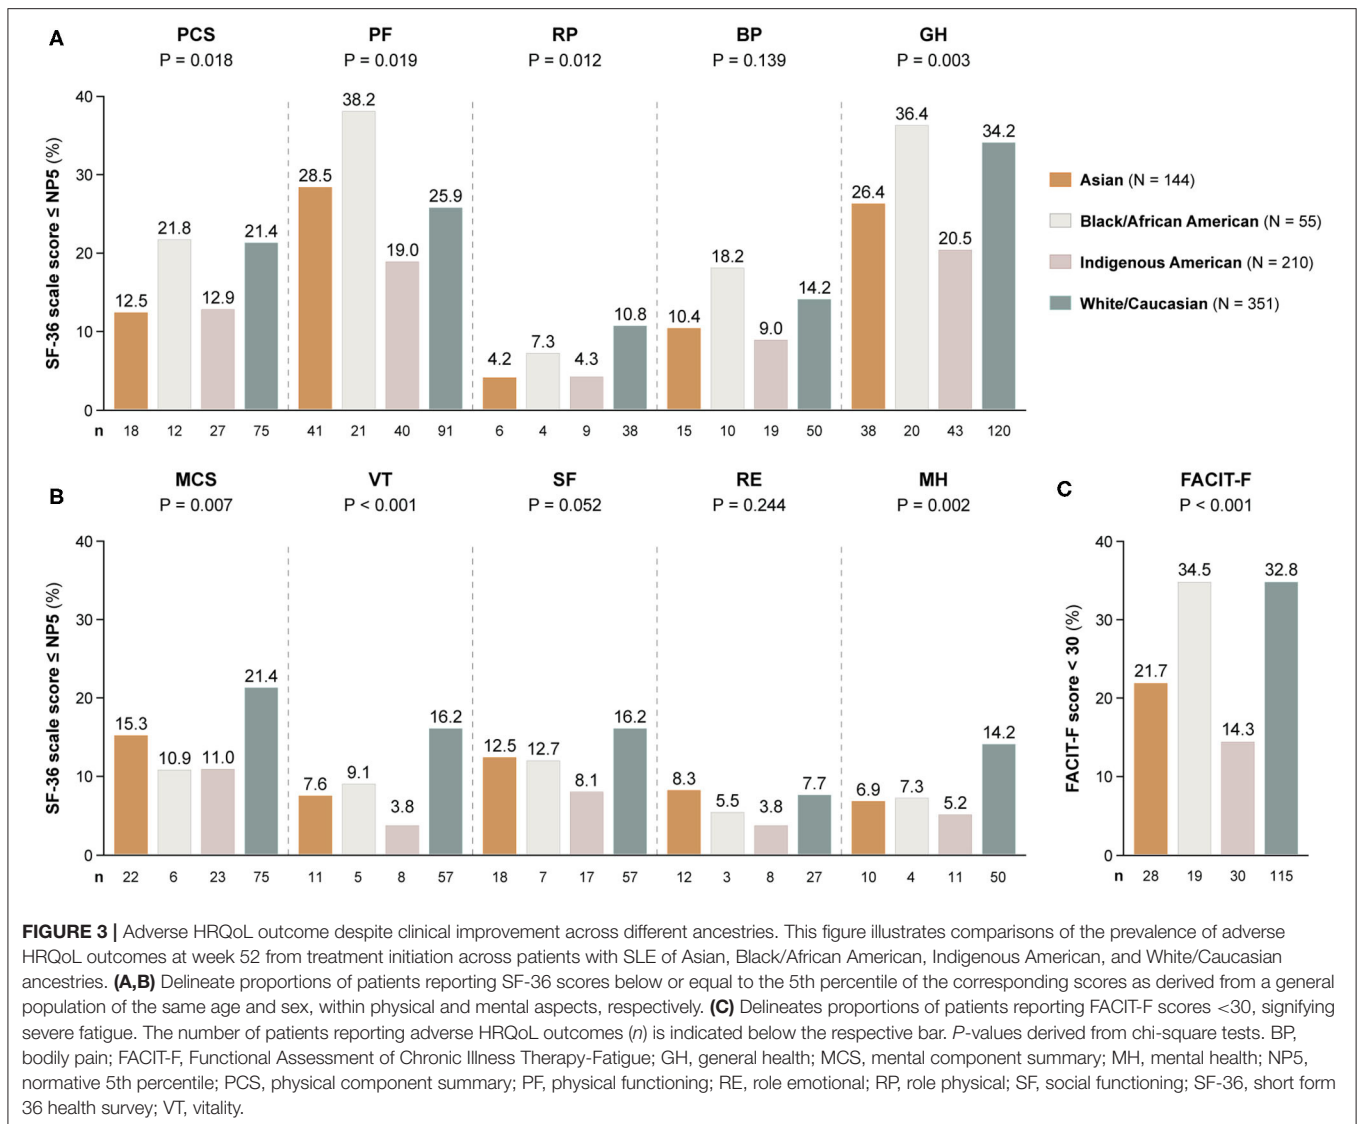 A
PCS
P = 0.018
PF
P = 0.019
RP
P = 0.012
BP
P = 0.139
GH
P = 0.003
SF-36 scale score ≤ NP5 (%)
40
30
20
10
0
12.5 21.8 12.9 21.4
28.5 38.2 19.0 25.9
4.2 7.3 4.3 10.8
10.4 18.2 9.0 14.2
26.4 36.4 20.5 34.2
n 18 12 27 75 41 21 40 91 6 4 9 38 15 10 19 50 38 20 43 120
Asian (N = 144)
Black/African American (N = 55)
Indigenous American (N = 210)
White/Caucasian (N = 351)
B
MCS
P = 0.007
VT
P < 0.001
SF
P = 0.052
RE
P = 0.244
MH
P = 0.002
SF-36 scale score ≤ NP5 (%)
40
30
20
10
0
15.3 10.9 11.0 21.4
7.6 9.1 3.8 16.2
12.5 12.7 8.1 16.2
8.3 5.5 3.8 7.7
6.9 7.3 5.2 14.2
n 22 6 23 75 11 5 8 57 18 7 17 57 12 3 8 27 10 4 11 50
C
FACIT-F
P < 0.001
FACIT-F score < 30 (%)
40
30
20
10
0
21.7 34.5 14.3 32.8
n 28 19 30 115
FIGURE 3 | Adverse HRQoL outcome despite clinical improvement across different ancestries. This figure illustrates comparisons of the prevalence of adverse
HRQoL outcomes at week 52 from treatment initiation across patients with SLE of Asian, Black/African American, Indigenous American, and White/Caucasian
ancestries. (A,B) Delineate proportions of patients reporting SF-36 scores below or equal to the 5th percentile of the corresponding scores as derived from a general
population of the same age and sex, within physical and mental aspects, respectively. (C) Delineates proportions of patients reporting FACIT-F scores <30, signifying
severe fatigue. The number of patients reporting adverse HRQoL outcomes (n) is indicated below the respective bar. P-values derived from chi-square tests. BP,
bodily pain; FACIT-F, Functional Assessment of Chronic Illness Therapy-Fatigue; GH, general health; MCS, mental component summary; MH, mental health; NP5,
normative 5th percentile; PCS, physical component summary; PF, physical functioning; RE, role emotional; RP, role physical; SF, social functioning; SF-36, short form
36 health survey; VT, vitality.